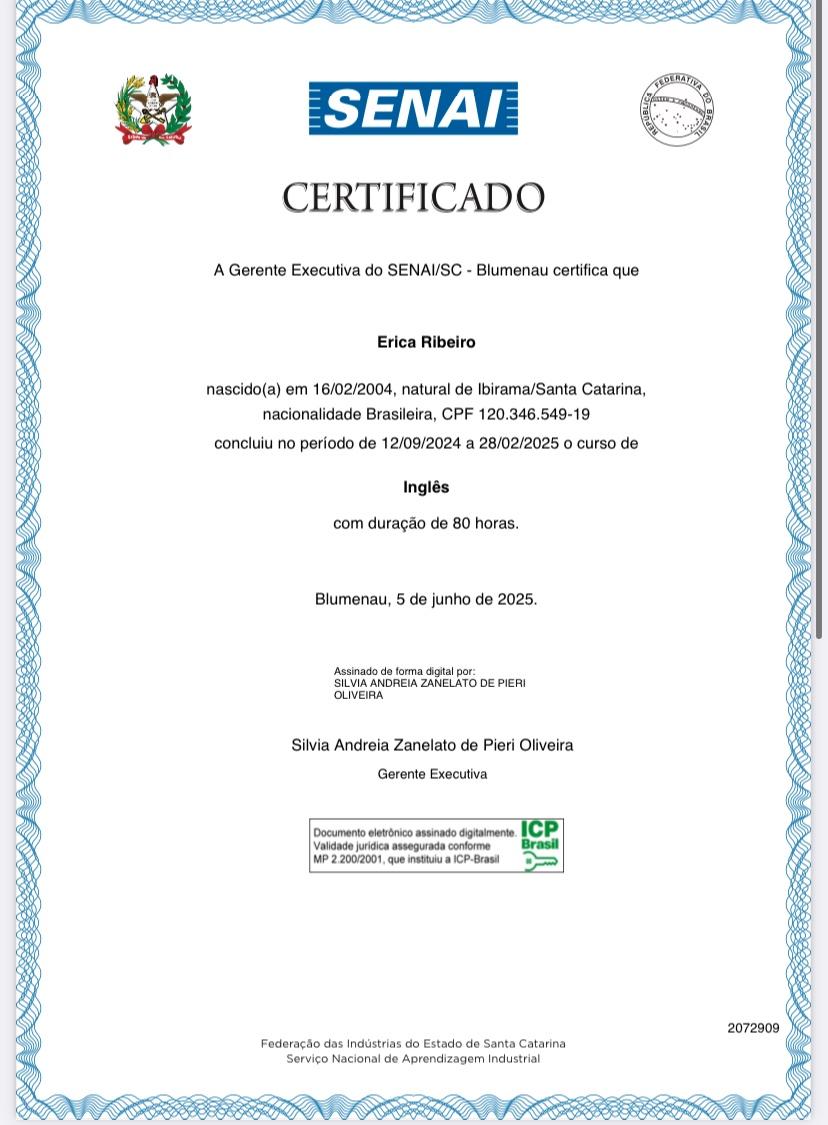 SENAI
REPÚBLICA FEDERATIVA DO BRASIL
CERTIFICADO
A Gerente Executiva do SENAI/SC - Blumenau certifica que
Erica Ribeiro
nascido(a) em 16/02/2004, natural de Ibirama/Santa Catarina,
nacionalidade Brasileira, CPF 120.346.549-19
concluiu no período de 12/09/2024 a 28/02/2025 o curso de
Inglês
com duração de 80 horas.
Blumenau, 5 de junho de 2025.
Assinado de forma digital por:
SILVIA ANDREIA ZANELATO DE PIERI
OLIVEIRA
Silvia Andreia Zanelato de Pieri Oliveira
Gerente Executiva
Documento eletrônico assinado digitalmente.
Validade jurídica assegurada conforme
MP 2.200/2001, que instituiu a ICP-Brasil
ICP
Brasil
2072909
Federação das Indústrias do Estado de Santa Catarina
Serviço Nacional de Aprendizagem Industrial